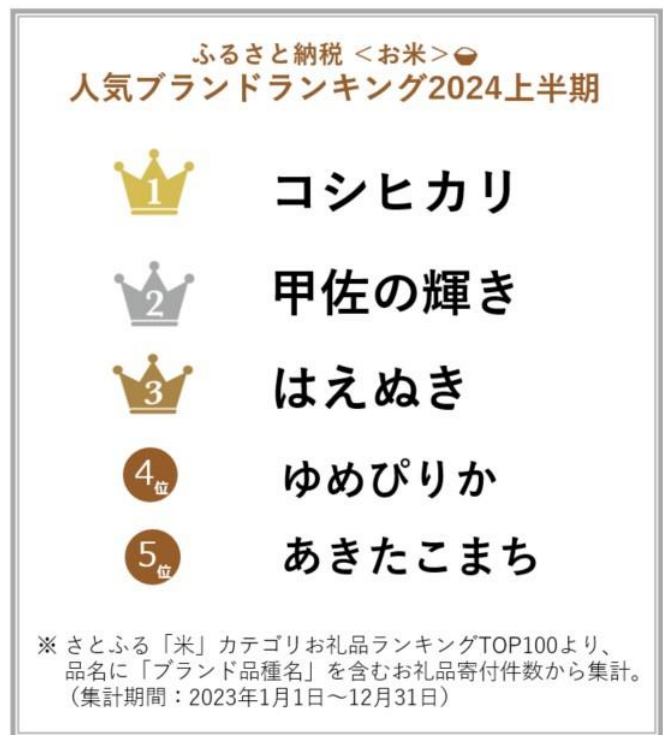 ふるさと納税 <お米>
人気ブランドランキング2024上半期
1 コシヒカリ
2 甲佐の輝き
3 はえぬき
4位 ゆめぴりか
5位 あきたこまち
※ さとふる「米」カテゴリお礼品ランキングTOP100より、
品名に「ブランド品種名」を含むお礼品寄付件数から集計。
（集計期間：2023年1月1日～12月31日）